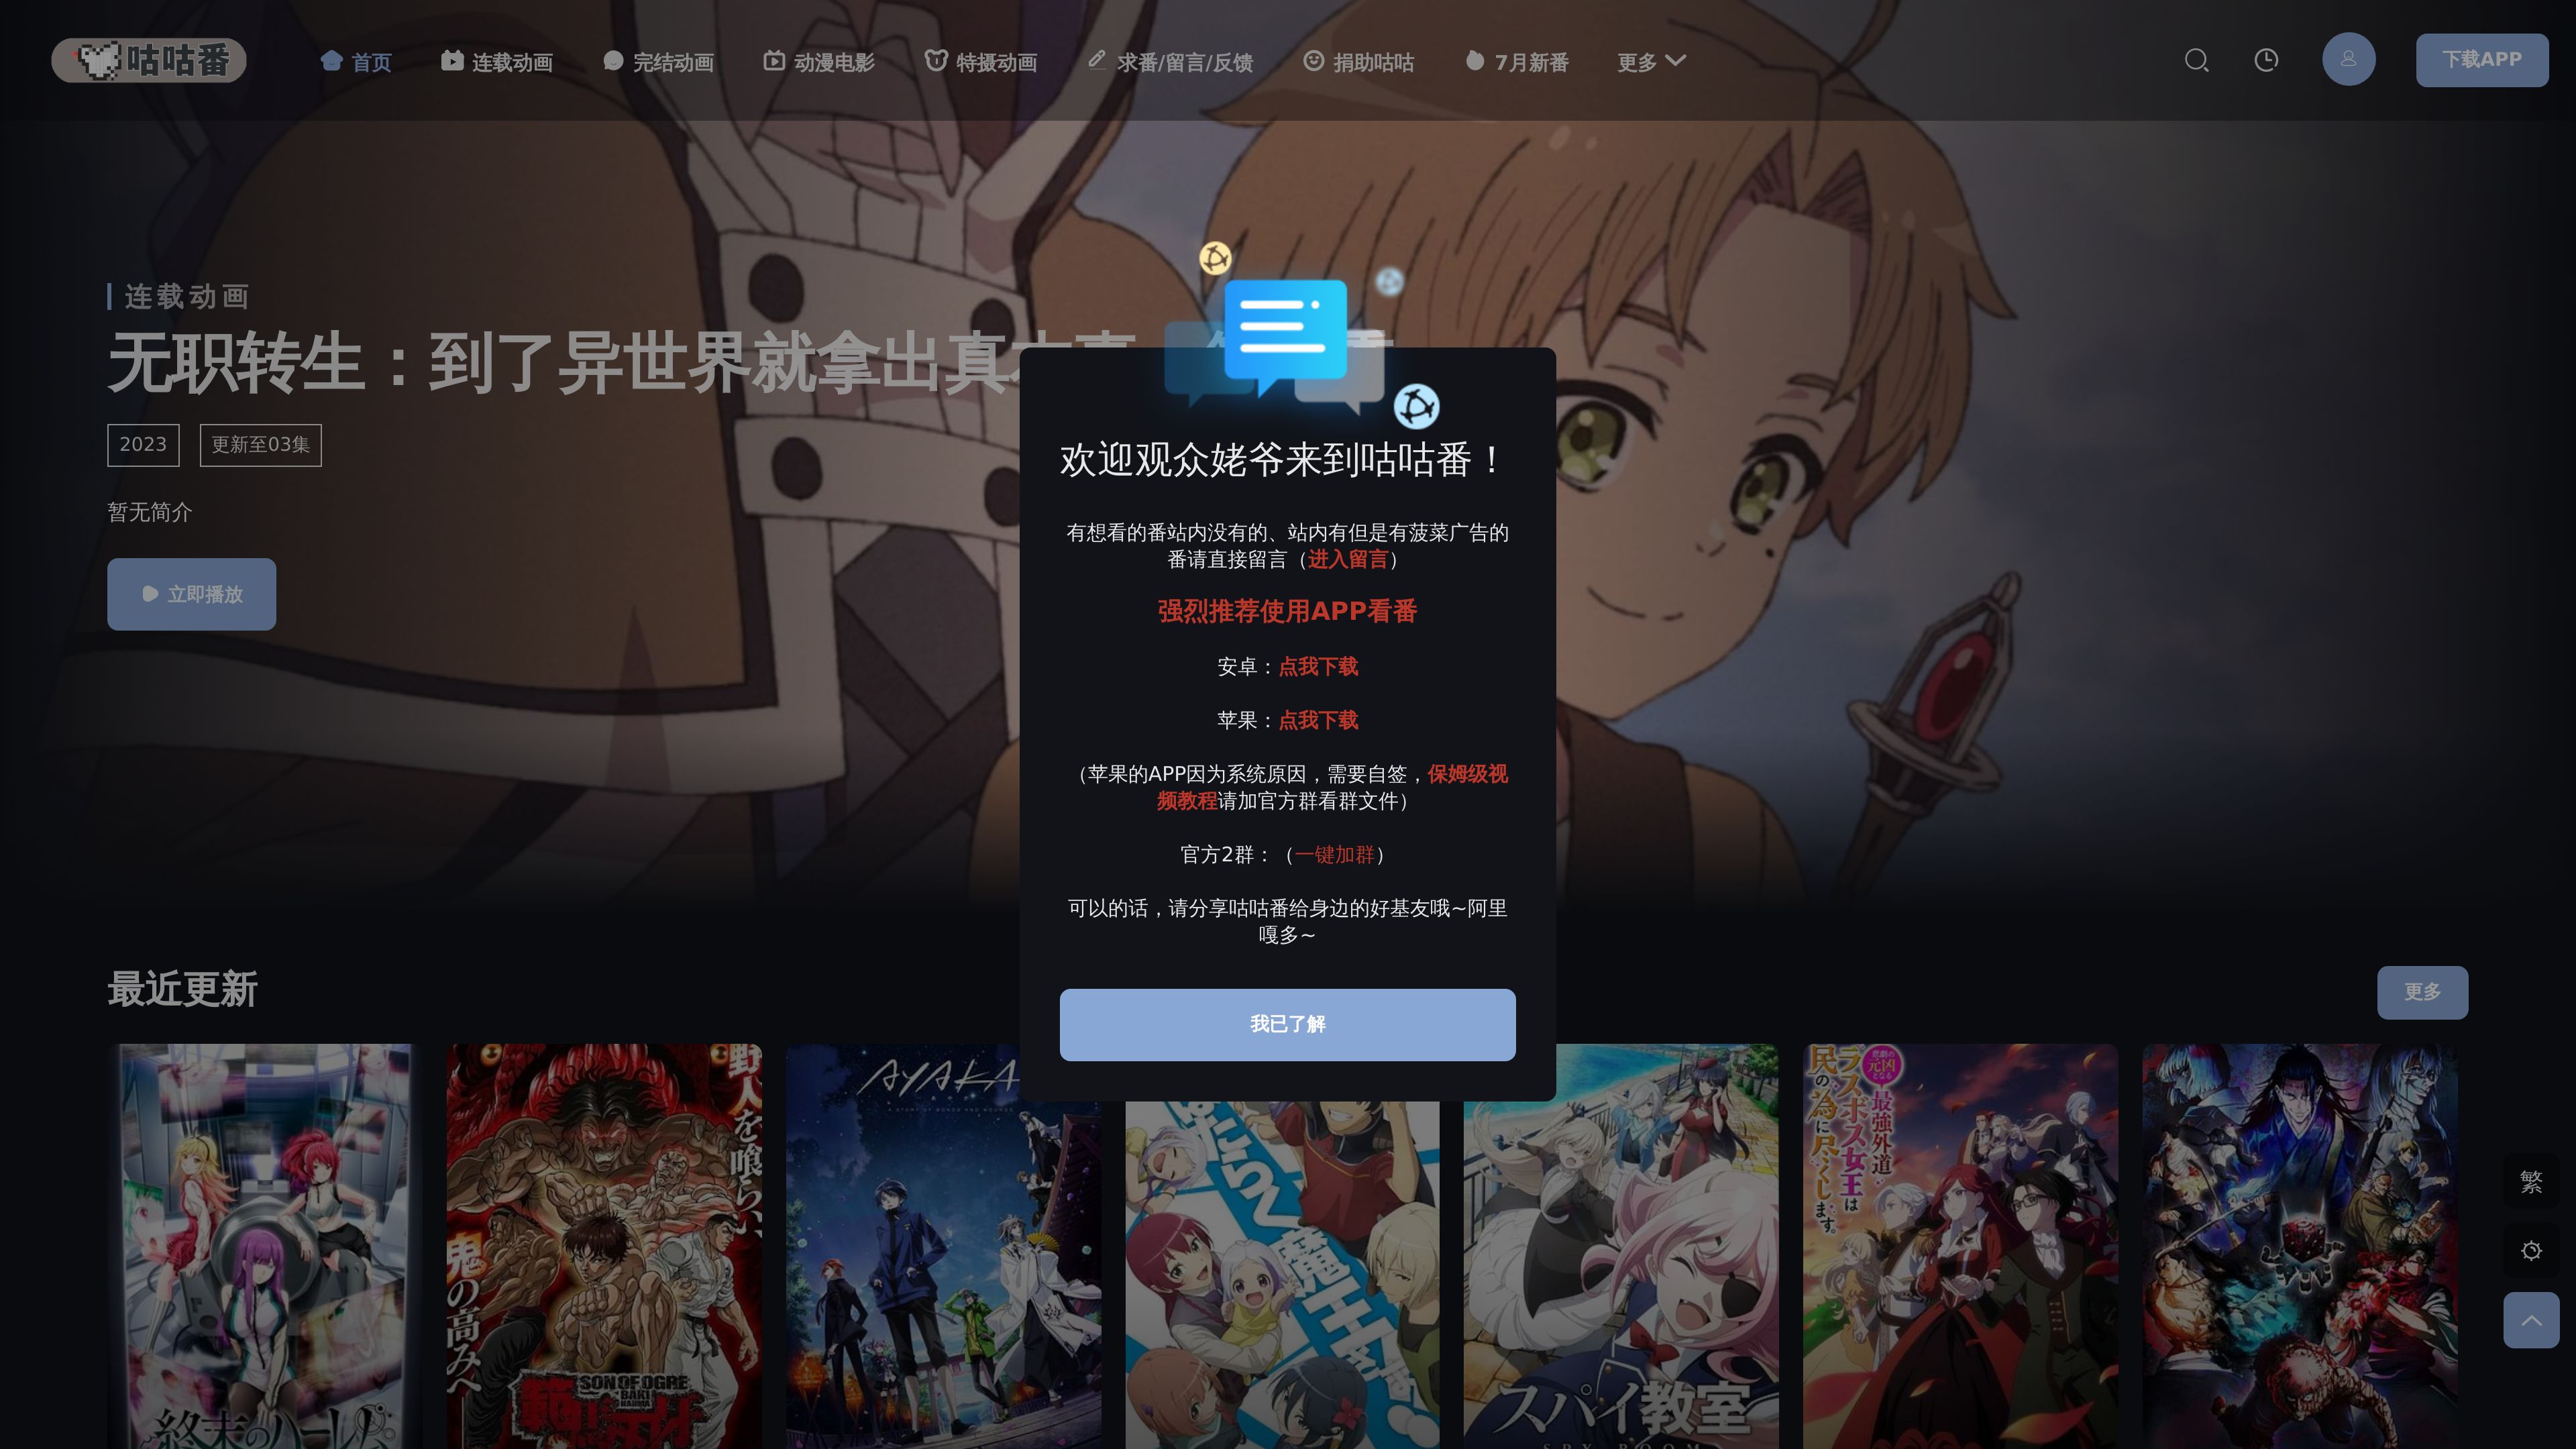 咕咕番
首页
连载动画
完结动画
动漫电影
特摄动画
求番/留言/反馈
捐助咕咕
7月新番
更多
下载APP
连载动画
无职转生：到了异世界就拿出真
2023
更新至03集
暂无简介
立即播放
欢迎观众姥爷来到咕咕番！
有想看的番站内没有的、站内有但是有菠菜广告的
番请直接留言（进入留言）
强烈推荐使用APP看番
安卓：点我下载
苹果：点我下载
（苹果的APP因为系统原因，需要自签，保姆级视
频教程请加官方群看群文件）
官方2群：（一键加群）
可以的话，请分享咕咕番给身边的好基友哦~阿里
嘎多~
我已了解
最近更新
更多
終末のハーレム
野人を喰らい
鬼の高みへ
SON OF OGRE
BAKI
AYAKA
A STORY OF BONDS AND WOUNDS
はたらく
魔王さま
スパイ教室
SPY ROOM
悲劇の
元凶
となる
最強外道
ラスボス女王は
民の為に尽くします。
繁